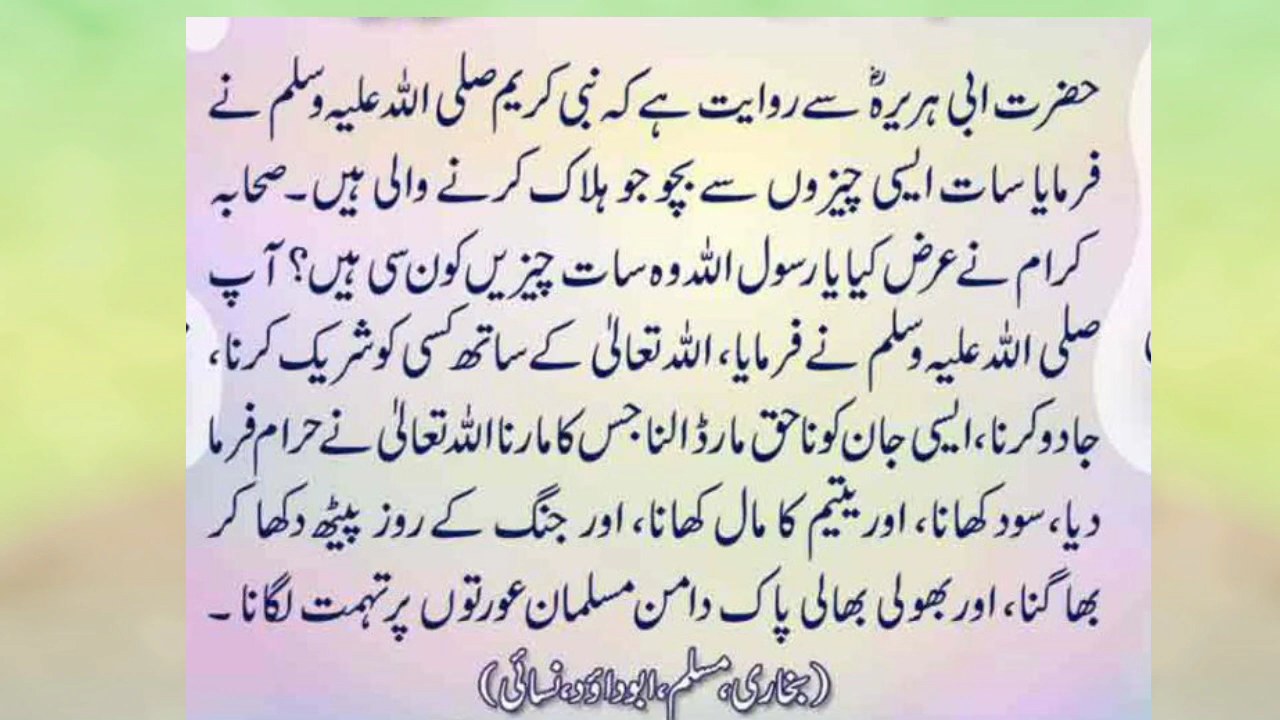 حضرت ابی ہریرہؓ سے روایت ہے کہ نبی کریم صلی اللہ علیہ وسلم نے
فرمایا سات ایسی چیزوں سے بچو جو ہلاک کرنے والی ہیں۔ صحابہ
کرام نے عرض کیا یا رسول اللہ وہ سات چیزیں کون سی ہیں؟ آپ
صلی اللہ علیہ وسلم نے فرمایا، اللہ تعالیٰ کے ساتھ کسی کو شریک کرنا،
جادو کرنا، ایسی جان کو ناحق مار ڈالنا جس کا مارنا اللہ تعالیٰ نے حرام فرما
دیا، سود کھانا، اور یتیم کا مال کھانا، اور جنگ کے روز پیٹھ دکھا کر
بھاگنا، اور بھولی بھالی پاک دامن مسلمان عورتوں پر تہمت لگانا۔
(بخاری، مسلم، ابوداؤد، نسائی)